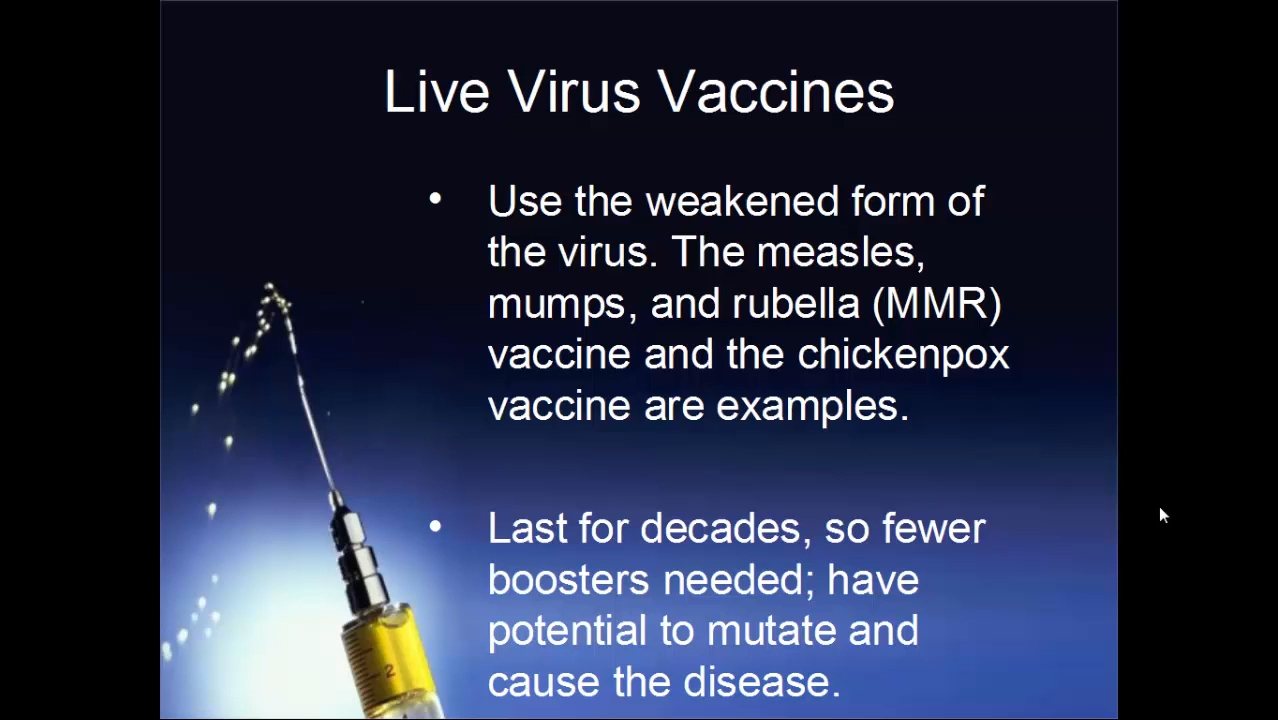 Live Virus Vaccines
• Use the weakened form of
the virus. The measles,
mumps, and rubella (MMR)
vaccine and the chickenpox
vaccine are examples.
• Last for decades, so fewer
boosters needed; have
potential to mutate and
cause the disease.
2